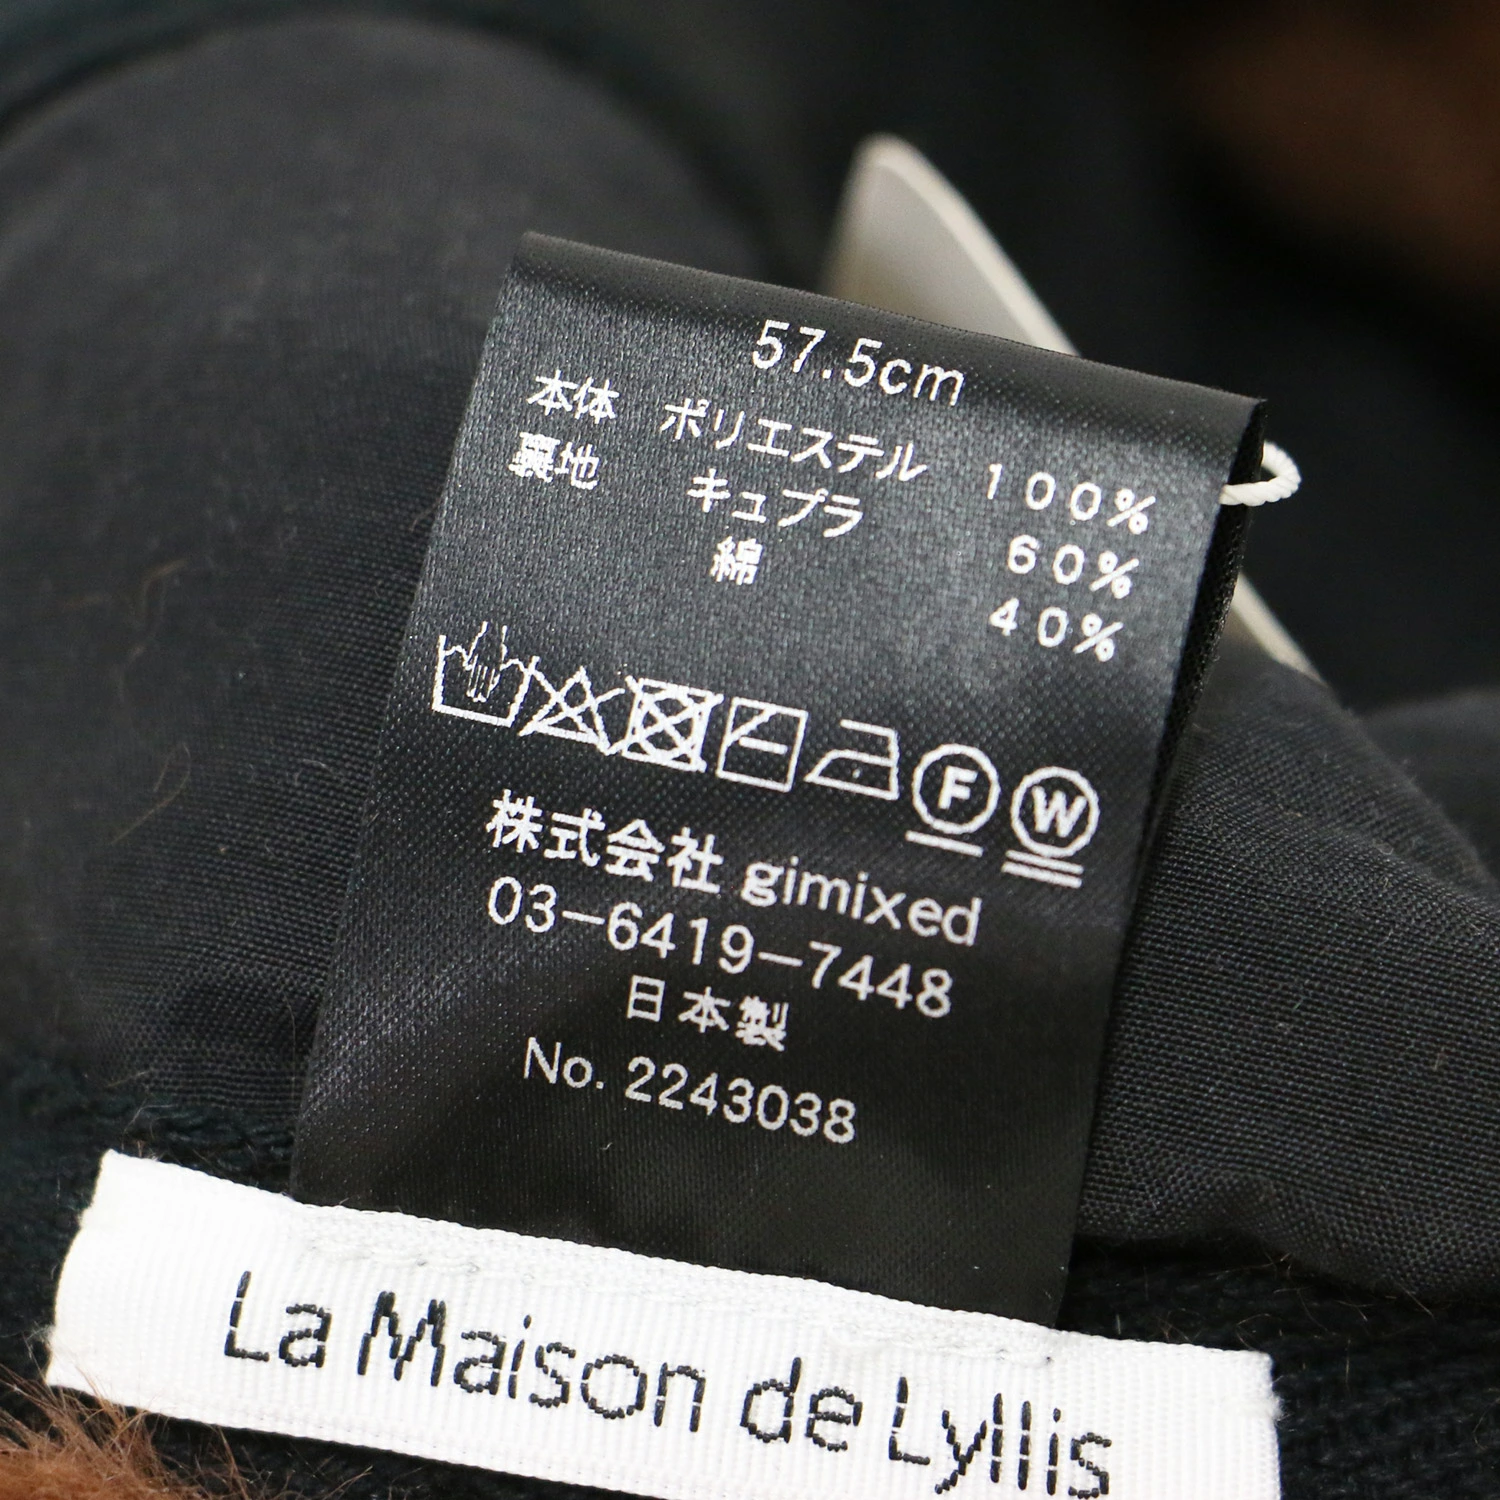 57.5cm
本体 ポリエステル 100%
裏地 キュプラ 60%
綿 40%
F W
株式会社 gimixed
03-6419-7448
日本製
No. 2243038
La Maison de Lyllis